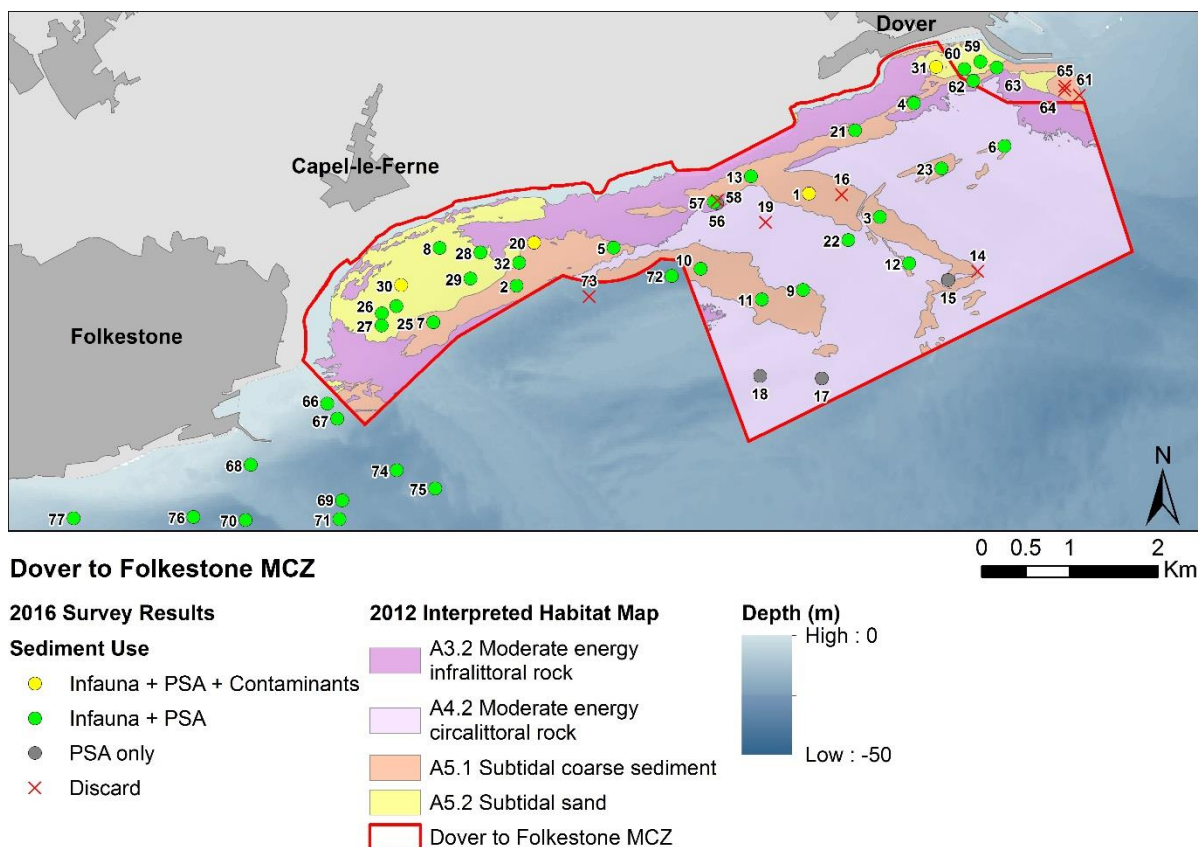 Dover
60
59
31
65
61
62
63
4
64
21
6
Capel-le-Ferne
13
16
23
1
57
58
19
3
56
8
28
20
5
22
32
10
12
14
72
30
29
2
73
15
26
11
9
Folkestone
27
25
7
18
17
66
67
68
74
75
69
77
76
70
71
N
0 0.5 1 2
Km
Dover to Folkestone MCZ
2016 Survey Results
Sediment Use
Infauna + PSA + Contaminants
Infauna + PSA
PSA only
Discard
2012 Interpreted Habitat Map
A3.2 Moderate energy
infralittoral rock
A4.2 Moderate energy
circalittoral rock
A5.1 Subtidal coarse sediment
A5.2 Subtidal sand
Dover to Folkestone MCZ
Depth (m)
High : 0
Low : -50